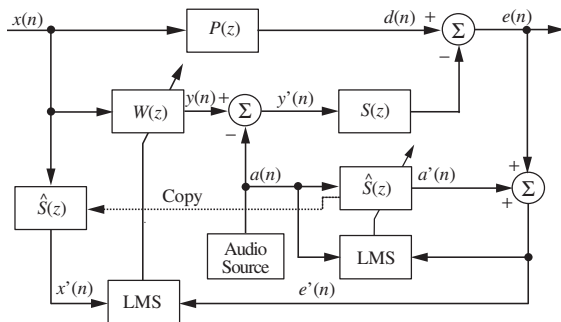 x(n)
P(z)
d(n)
+
Σ
e(n)
−
W(z)
y(n)
+
Σ
y'(n)
S(z)
−
+
Ŝ(z)
Copy
a(n)
Ŝ(z)
a'(n)
Σ
+
Audio
Source
LMS
x'(n)
LMS
e'(n)